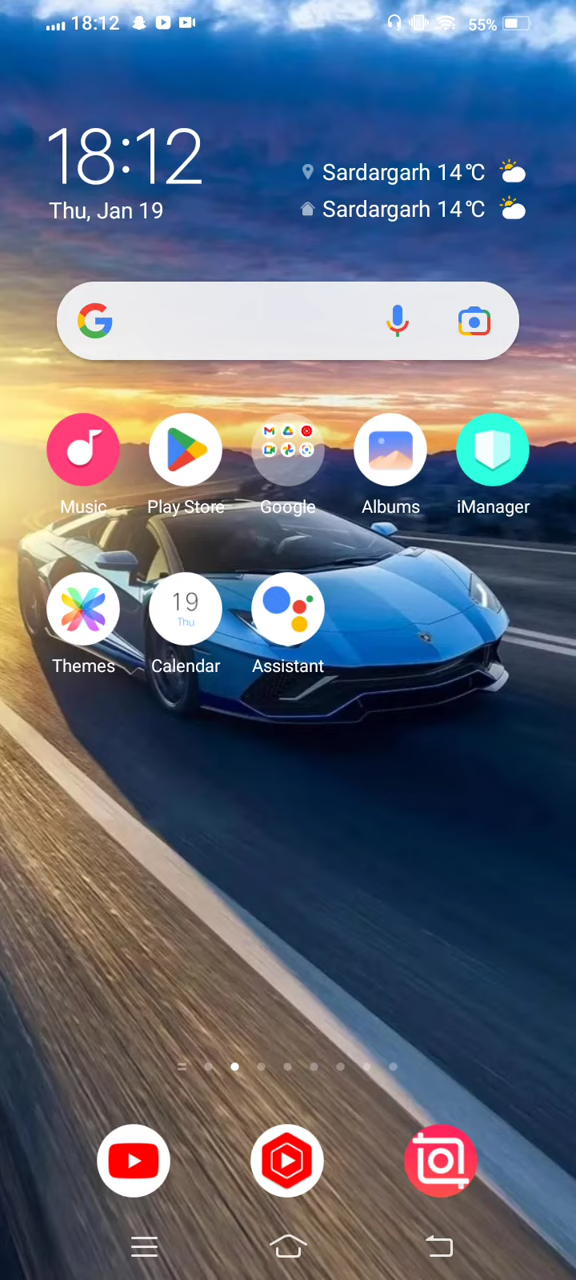 18:12
55%
18:12
Thu, Jan 19
Sardargarh 14°C
Sardargarh 14°C
Music
Play Store
Google
Albums
iManager
19
Thu
Themes
Calendar
Assistant